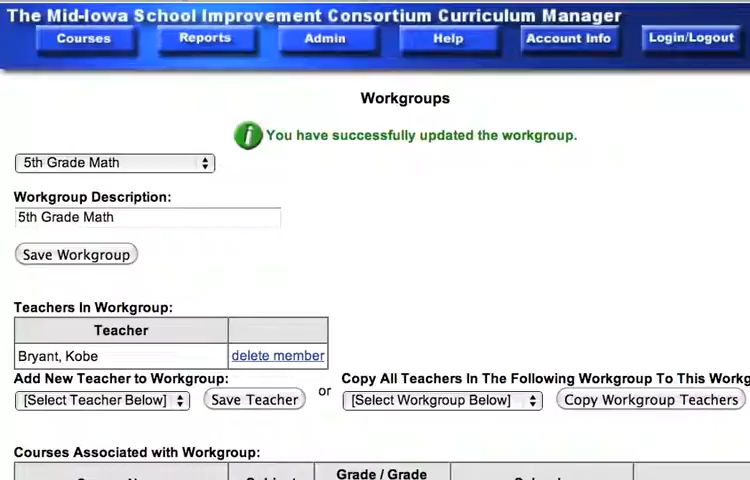 The Mid-Iowa School Improvement Consortium Curriculum Manager
Courses Reports Admin Help Account Info Login/Logout
Workgroups
You have successfully updated the workgroup.
5th Grade Math
Workgroup Description:
5th Grade Math
Save Workgroup
Teachers In Workgroup:
Teacher
Bryant, Kobe delete member
Add New Teacher to Workgroup: or Copy All Teachers In The Following Workgroup To This
[Select Teacher Below] Save Teacher [Select Workgroup Below] Copy Workgroup Teachers
Courses Associated with Workgroup:
Grade / Grade